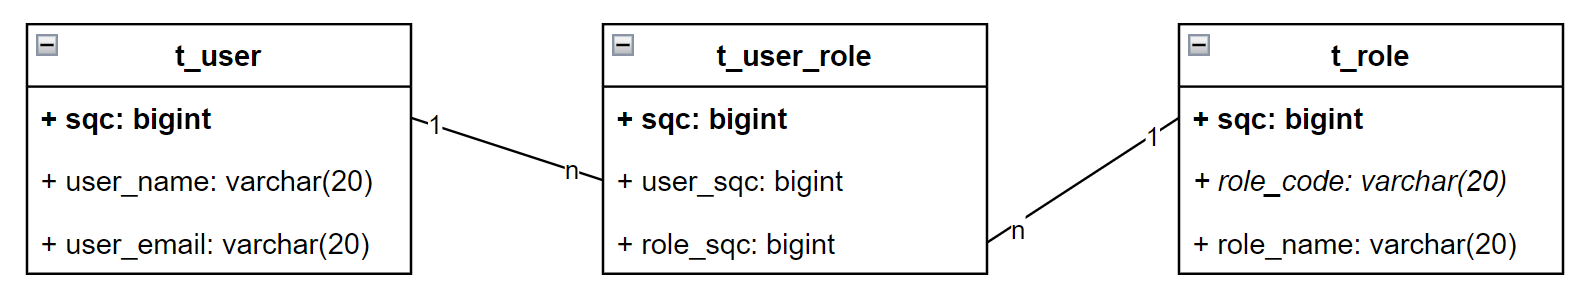 t_user
+ sqc: bigint
+ user_name: varchar(20)
+ user_email: varchar(20)
1
n
t_user_role
+ sqc: bigint
+ user_sqc: bigint
+ role_sqc: bigint
n
1
t_role
+ sqc: bigint
+ role_code: varchar(20)
+ role_name: varchar(20)